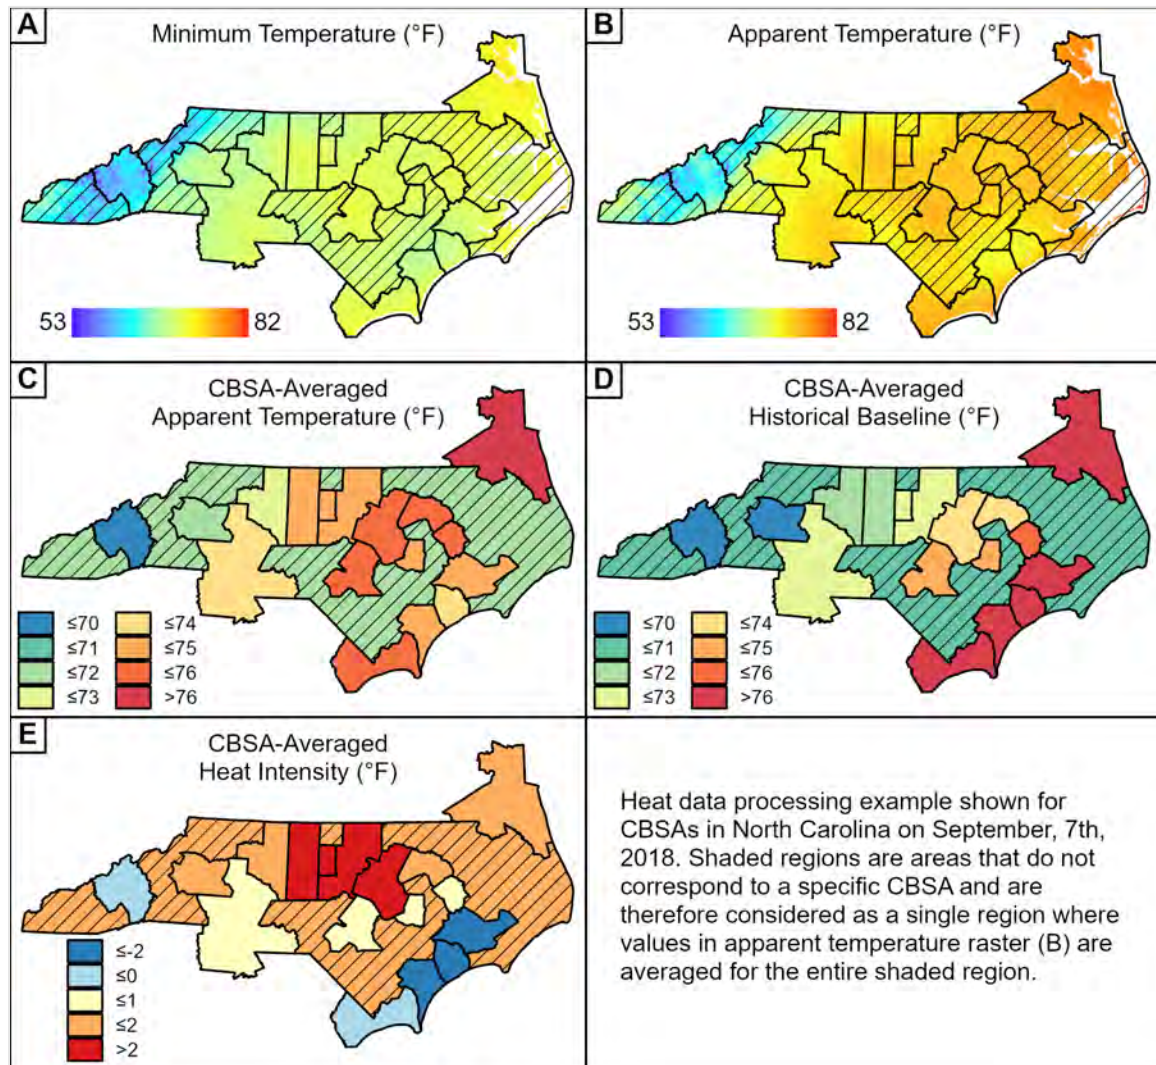 A
Minimum Temperature (°F)
53
82
B
Apparent Temperature (°F)
53
82
C
CBSA-Averaged
Apparent Temperature (°F)
≤70
≤74
≤71
≤75
≤72
≤76
≤73
>76
D
CBSA-Averaged
Historical Baseline (°F)
≤70
≤74
≤71
≤75
≤72
≤76
≤73
>76
E
CBSA-Averaged
Heat Intensity (°F)
≤-2
≤0
≤1
≤2
>2
Heat data processing example shown for
CBSAs in North Carolina on September, 7th,
2018. Shaded regions are areas that do not
correspond to a specific CBSA and are
therefore considered as a single region where
values in apparent temperature raster (B) are
averaged for the entire shaded region.